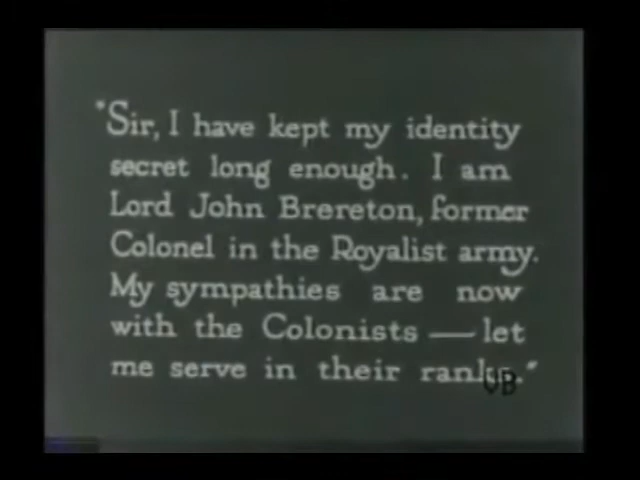 "Sir, I have kept my identity
secret long enough. I am
Lord John Brereton, former
Colonel in the Royalist army.
My sympathies are now
with the Colonists — let
me serve in their ranks."
VB